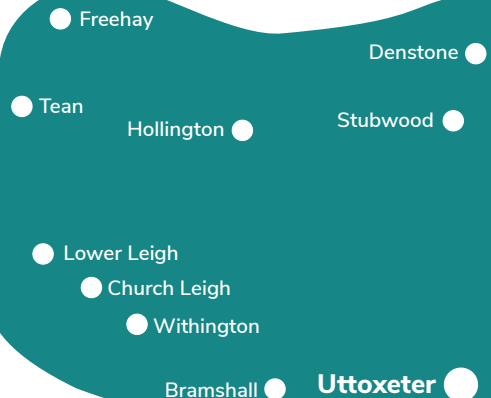 Freehay
Denstone
Tean
Hollington
Stubwood
Lower Leigh
Church Leigh
Withington
Bramshall
Uttoxeter